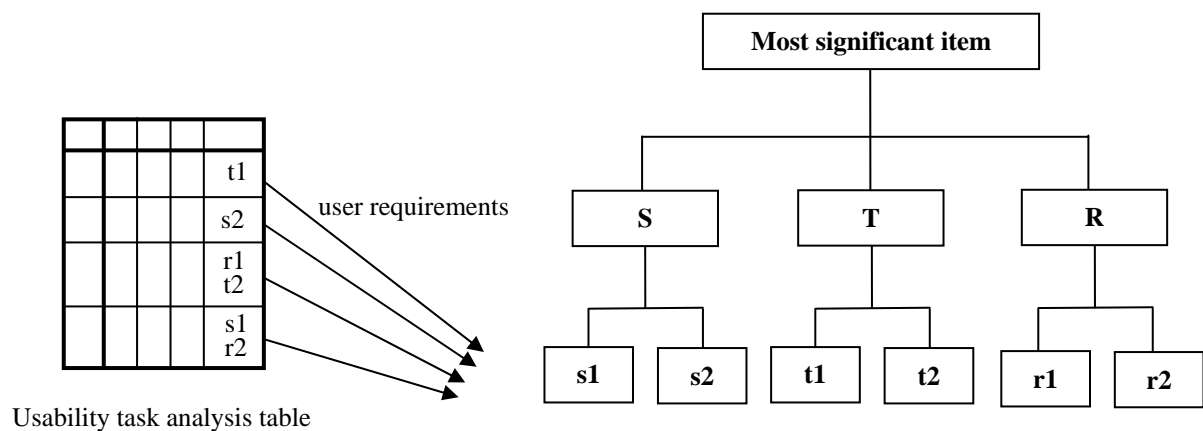 Most significant item
t1
s2
r1
t2
s1
r2
user requirements
Usability task analysis table
S
T
R
s1
s2
t1
t2
r1
r2